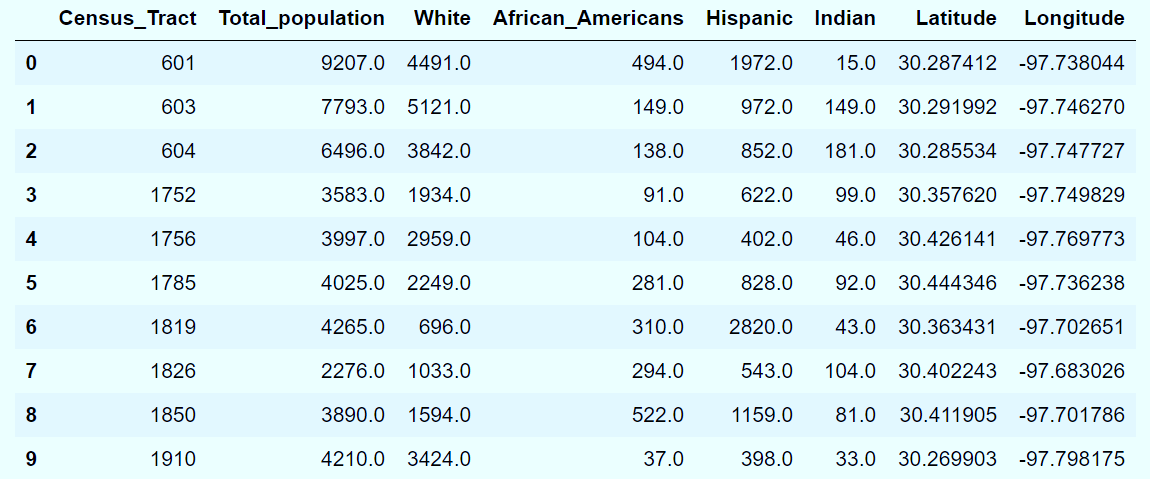 Census_Tract Total_population White African_Americans Hispanic Indian Latitude Longitude
0 601 9207.0 4491.0 494.0 1972.0 15.0 30.287412 -97.738044
1 603 7793.0 5121.0 149.0 972.0 149.0 30.291992 -97.746270
2 604 6496.0 3842.0 138.0 852.0 181.0 30.285534 -97.747727
3 1752 3583.0 1934.0 91.0 622.0 99.0 30.357620 -97.749829
4 1756 3997.0 2959.0 104.0 402.0 46.0 30.426141 -97.769773
5 1785 4025.0 2249.0 281.0 828.0 92.0 30.444346 -97.736238
6 1819 4265.0 696.0 310.0 2820.0 43.0 30.363431 -97.702651
7 1826 2276.0 1033.0 294.0 543.0 104.0 30.402243 -97.683026
8 1850 3890.0 1594.0 522.0 1159.0 81.0 30.411905 -97.701786
9 1910 4210.0 3424.0 37.0 398.0 33.0 30.269903 -97.798175